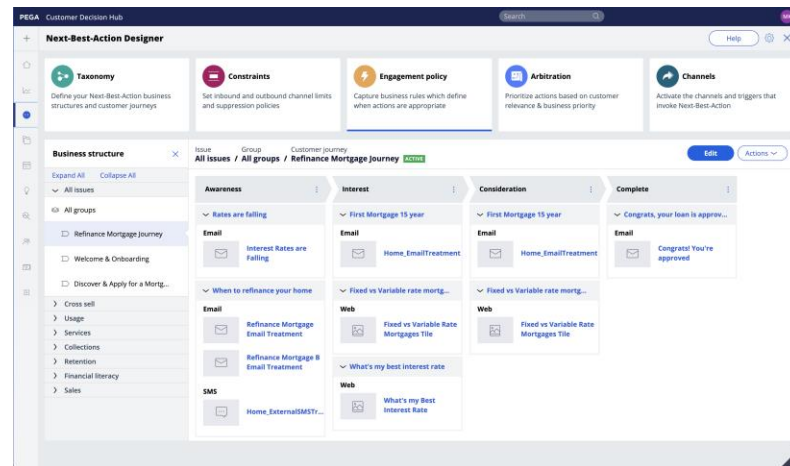 PEGA Customer Decision Hub
Search
Next-Best-Action Designer
Help
Taxonomy
Define your Next-Best-Action business
structures and customer journeys
Constraints
Set inbound and outbound channel limits
and suppression policies
Engagement policy
Capture business rules which define
when actions are appropriate
Arbitration
Prioritize actions based on customer
relevance & business priority
Channels
Activate the channels and triggers that
invoke Next-Best-Action
Business structure
Expand All Collapse All
All issues
All groups
Refinance Mortgage Journey
Welcome & Onboarding
Discover & Apply for a Mortg...
Cross sell
Usage
Services
Collections
Retention
Financial literacy
Sales
Issue Group Customer journey
All issues / All groups / Refinance Mortgage Journey ACTIVE
Edit
Actions
Awareness
Rates are falling
Email
Interest Rates are
Falling
When to refinance your home
Email
Refinance Mortgage
Email Treatment
Refinance Mortgage B
Email Treatment
SMS
Home_ExternalSMSTr...
Interest
First Mortgage 15 year
Email
Home_EmailTreatment
Fixed vs Variable rate mortg...
Web
Fixed vs Variable Rate
Mortgages Tile
What's my best interest rate
Web
What's my Best
Interest Rate
Consideration
First Mortgage 15 year
Email
Home_EmailTreatment
Fixed vs Variable rate mortg...
Web
Fixed vs Variable Rate
Mortgages Tile
Complete
Congrats, your loan is approv...
Email
Congrats! You're
approved